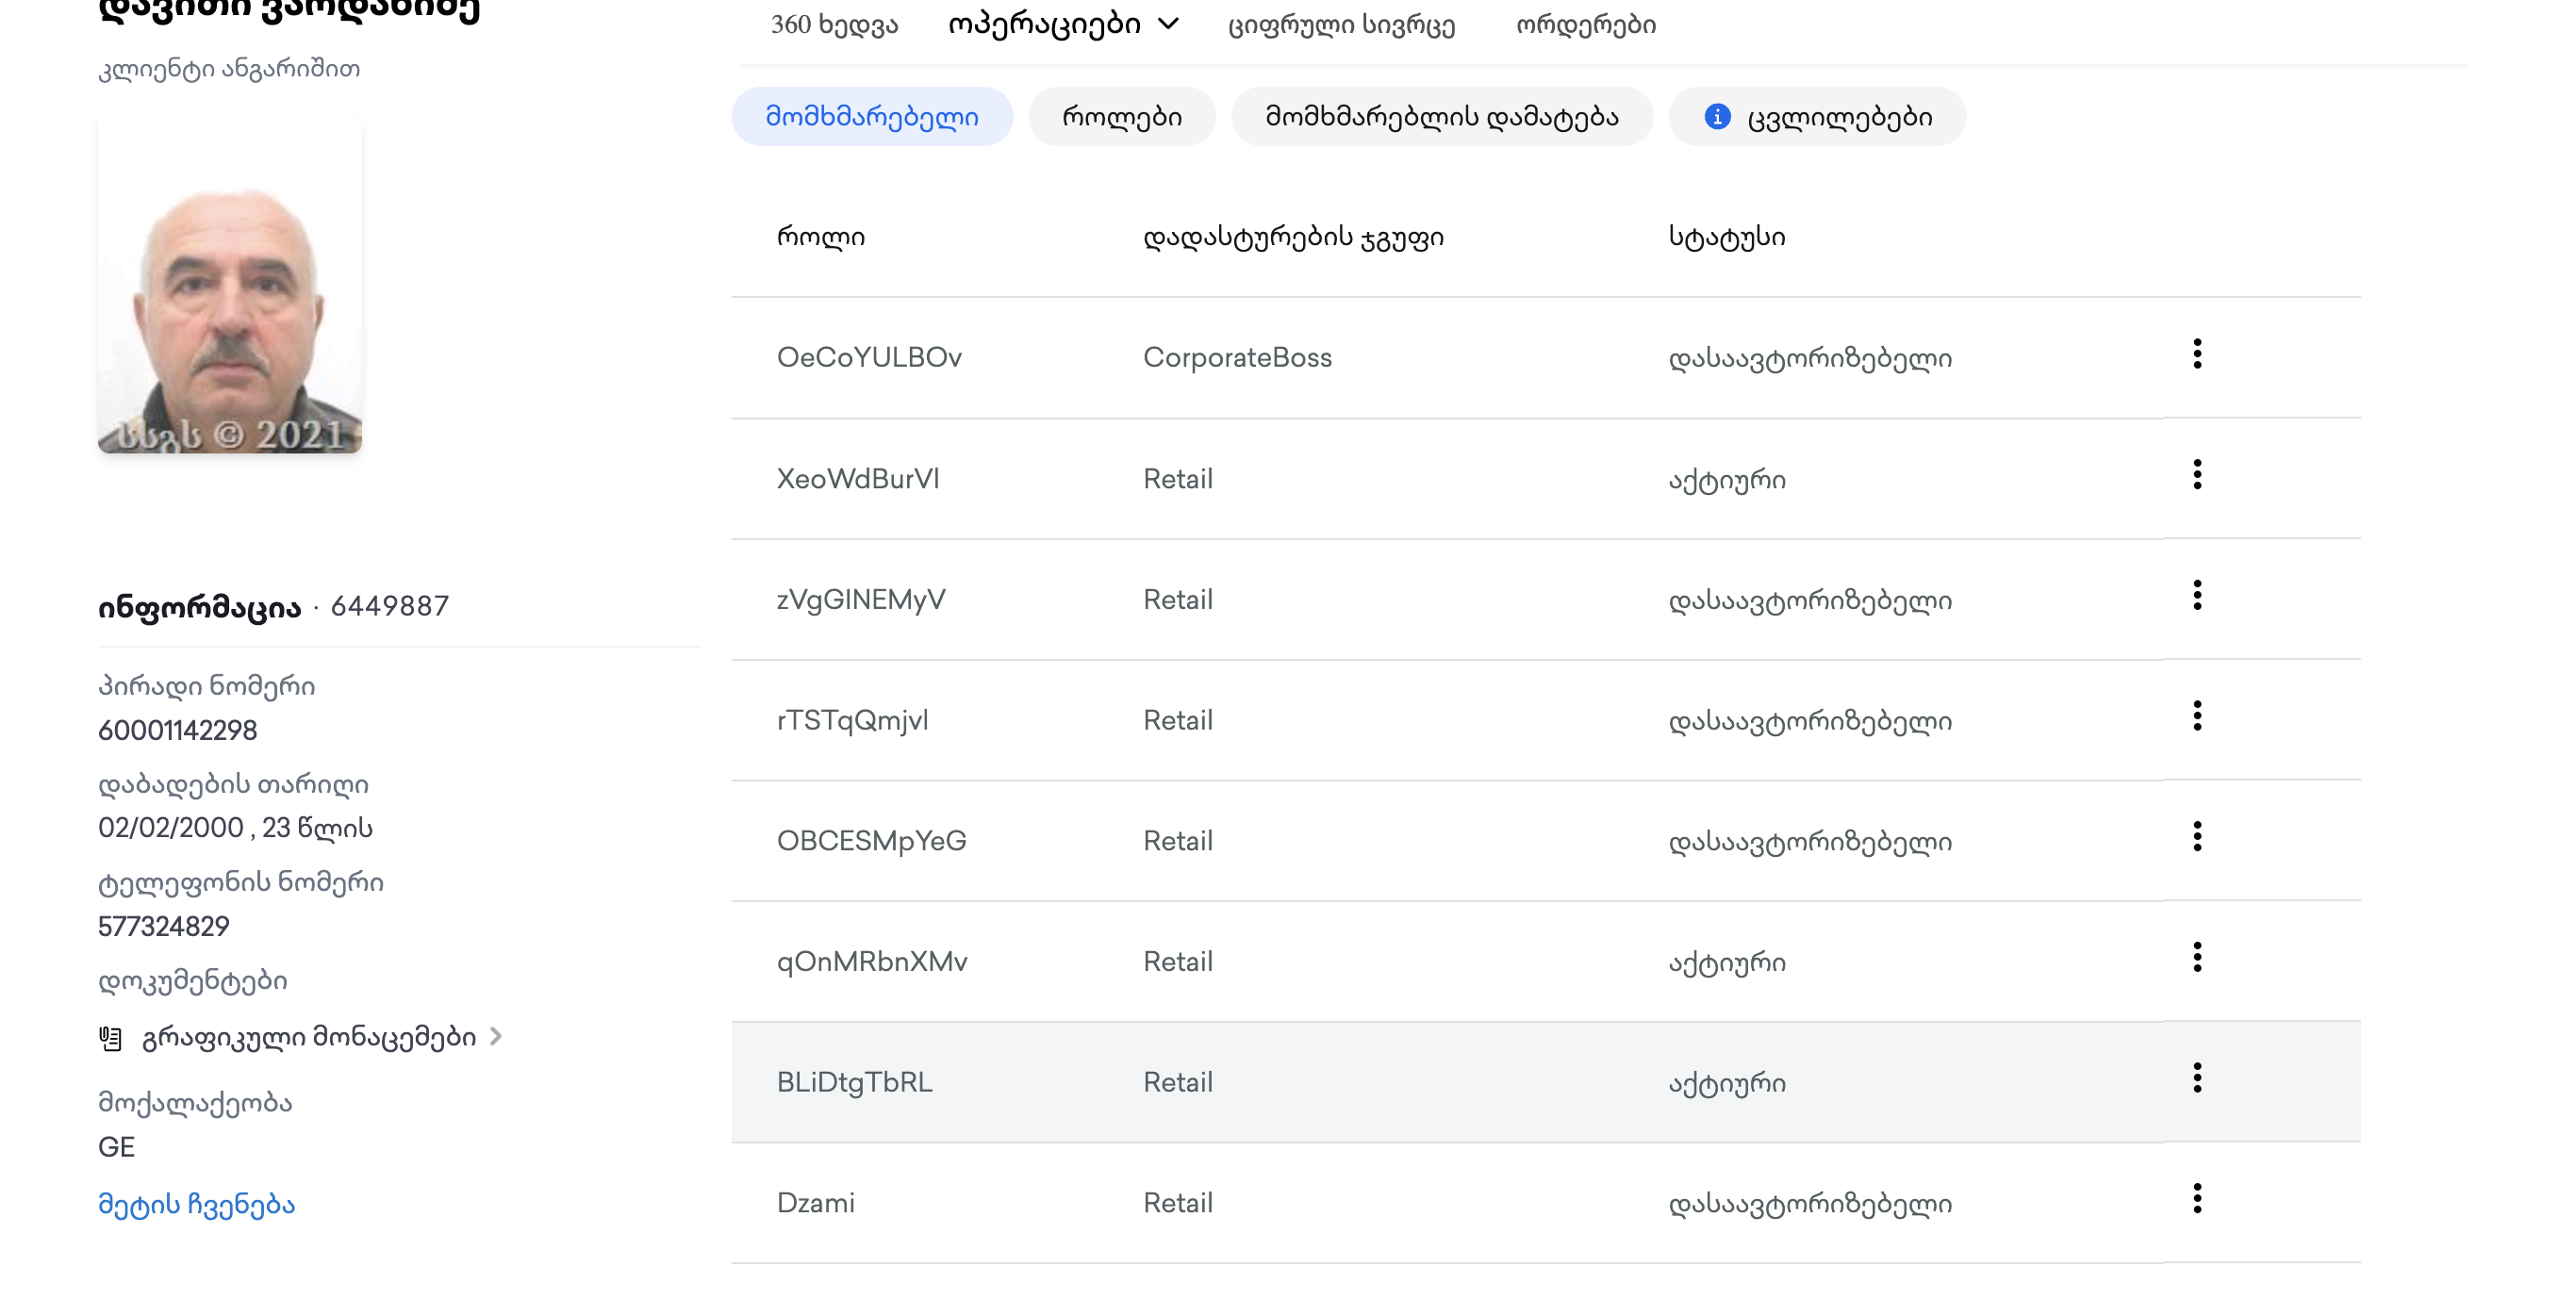 დავითი ვარდანიძე
კლიენტი ანგარიშით
სსგს © 2021
ინფორმაცია · 6449887
პირადი ნომერი
60001142298
დაბადების თარიღი
02/02/2000 , 23 წლის
ტელეფონის ნომერი
577324829
დოკუმენტები
გრაფიკული მონაცემები
მოქალაქეობა
GE
მეტის ჩვენება
360 ხედვა ოპერაციები ციფრული სივრცე ორდერები
მომხმარებელი როლები მომხმარებლის დამატება ცვლილებები
როლი დადასტურების ჯგუფი სტატუსი
OeCoYULBOv CorporateBoss დასაავტორიზებელი
XeoWdBurVl Retail აქტიური
zVgGlNEMyV Retail დასაავტორიზებელი
rTSTqQmjvl Retail დასაავტორიზებელი
OBCESMpYeG Retail დასაავტორიზებელი
qOnMRbnXMv Retail აქტიური
BLiDtgTbRL Retail აქტიური
Dzami Retail დასაავტორიზებელი